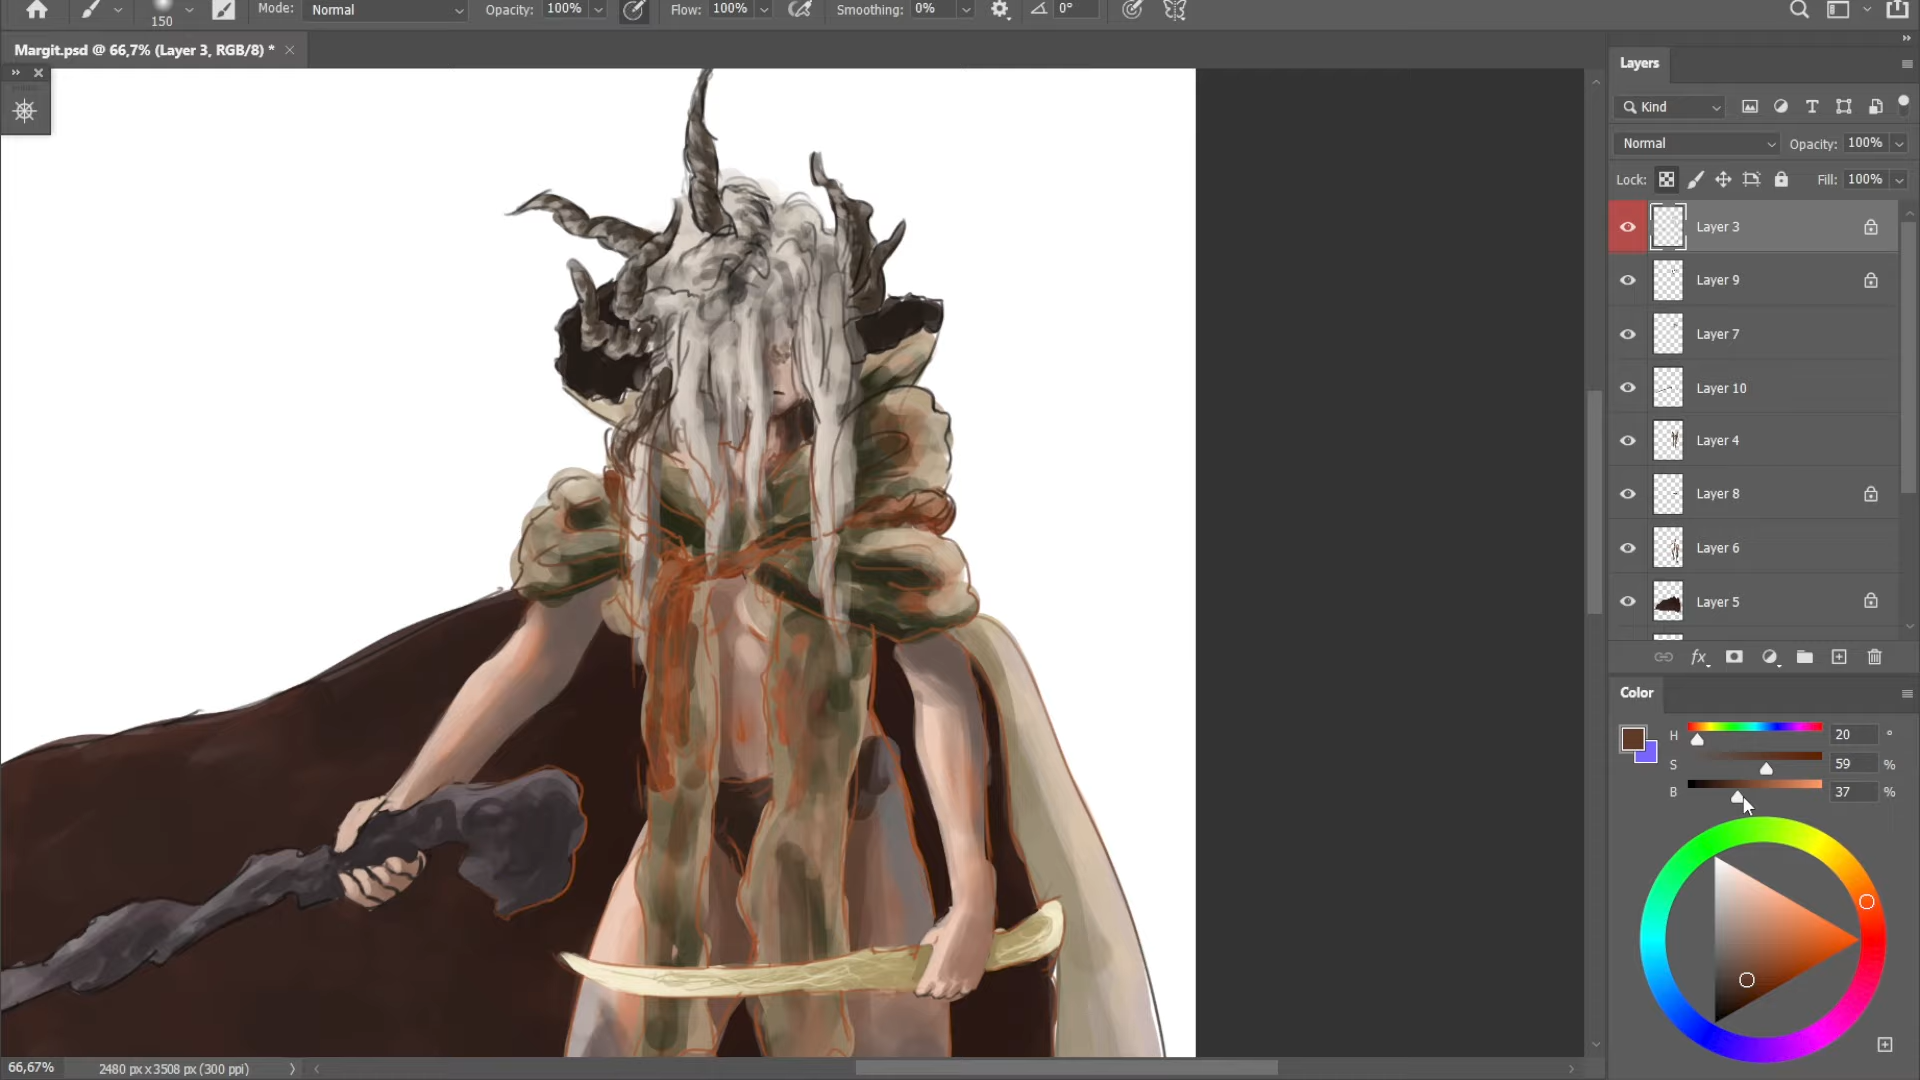 Mode: Normal Opacity: 100% Flow: 100% Smoothing: 0% 0°
150
Margit.psd @ 66,7% (Layer 3, RGB/8) *
Layers
Kind
Normal Opacity: 100%
Lock: Fill: 100%
Layer 3
Layer 9
Layer 7
Layer 10
Layer 4
Layer 8
Layer 6
Layer 5
fx
Color
H 20 °
S 59 %
B 37 %
66,67% 2480 px x 3508 px (300 ppi)